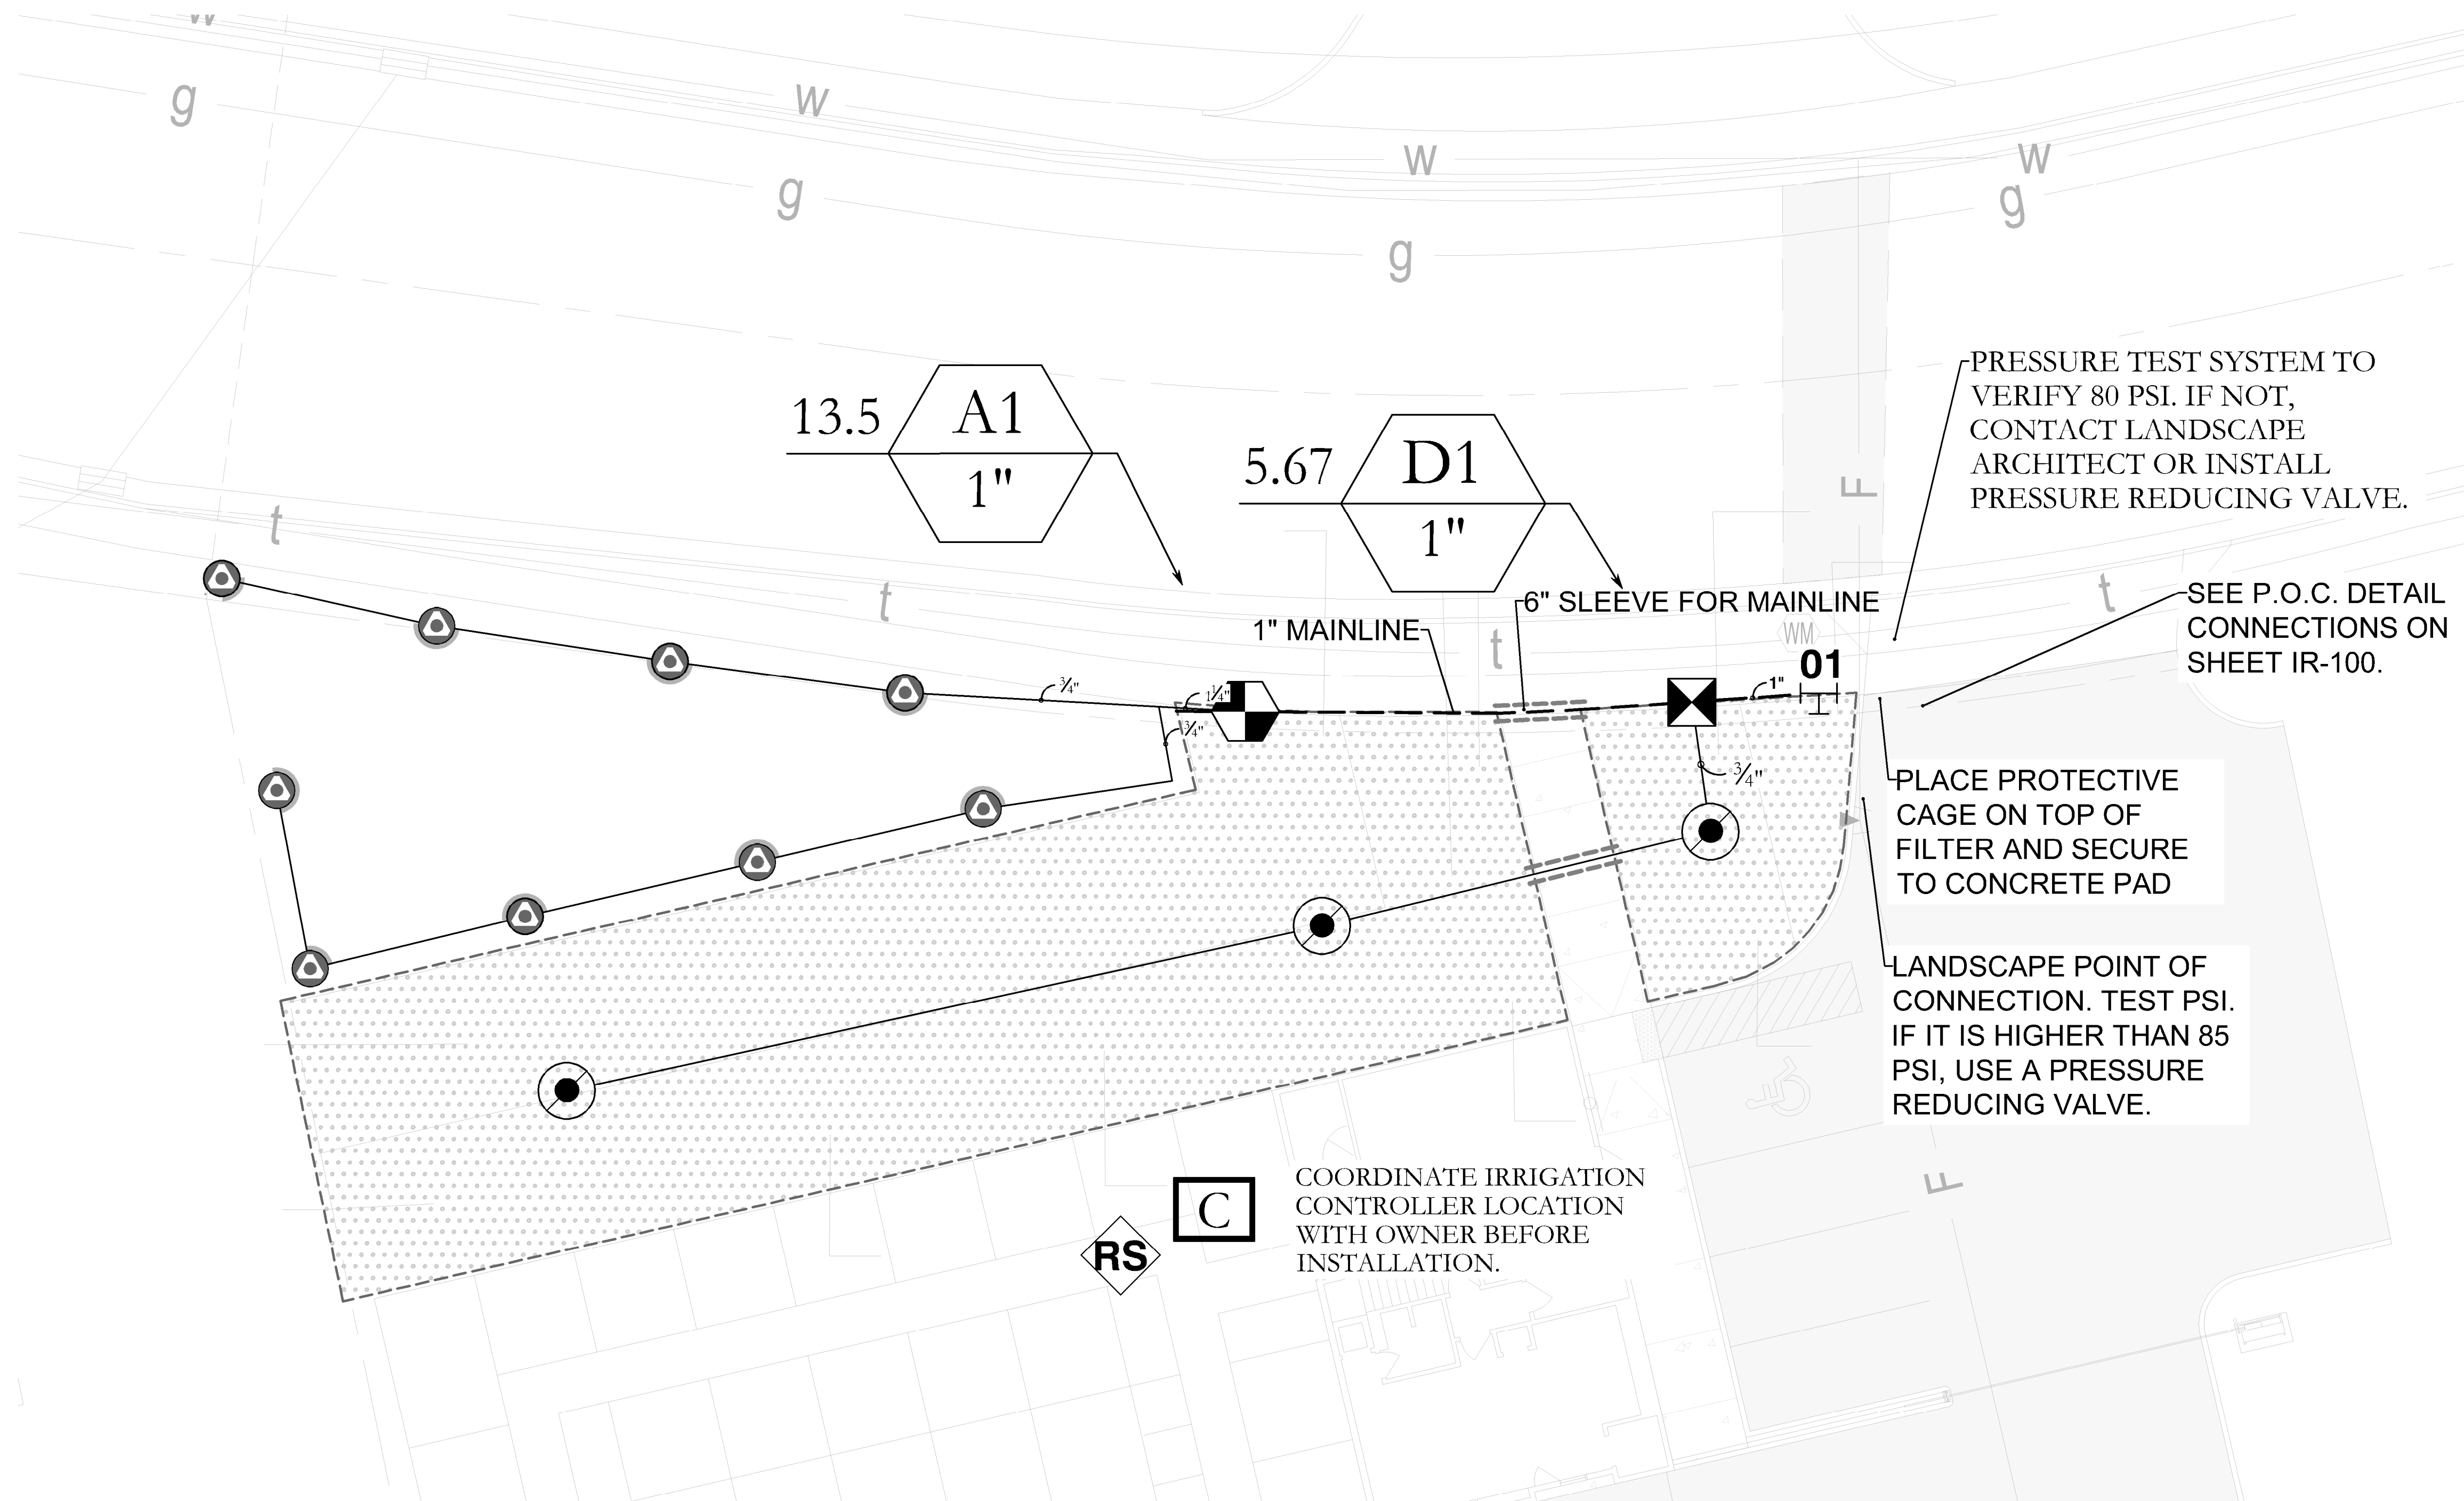 w
g
w
g
w
g
w
g
13.5
A1
1"
5.67
D1
1"
F
PRESSURE TEST SYSTEM TO
VERIFY 80 PSI. IF NOT,
CONTACT LANDSCAPE
ARCHITECT OR INSTALL
PRESSURE REDUCING VALVE.
t
t
t
t
6" SLEEVE FOR MAINLINE
1" MAINLINE
WM
01
SEE P.O.C. DETAIL
CONNECTIONS ON
SHEET IR-100.
¾"
1¼"
¾"
1"
¾"
PLACE PROTECTIVE
CAGE ON TOP OF
FILTER AND SECURE
TO CONCRETE PAD
LANDSCAPE POINT OF
CONNECTION. TEST PSI.
IF IT IS HIGHER THAN 85
PSI, USE A PRESSURE
REDUCING VALVE.
C
RS
COORDINATE IRRIGATION
CONTROLLER LOCATION
WITH OWNER BEFORE
INSTALLATION.
F